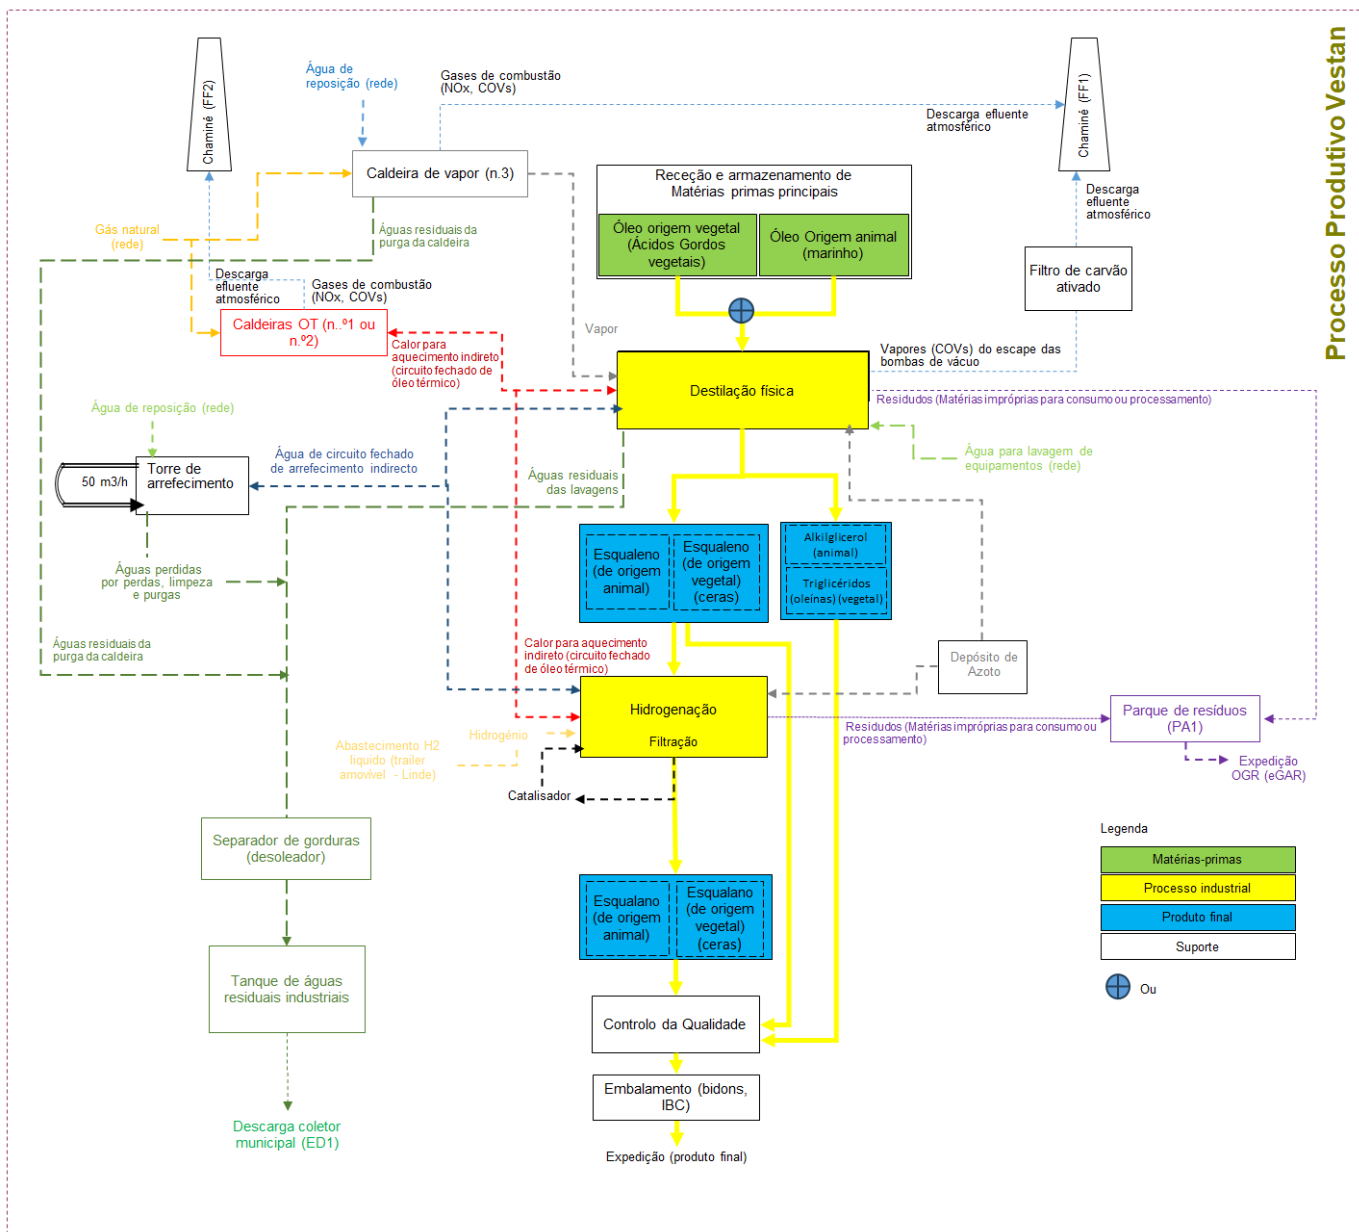 Processo Produtivo Vestan
Chaminé (FF2)
Água de
reposição (rede)
Gases de combustão
(NOx, COVs)
Descarga efluente
atmosférico
Chaminé (FF1)
Caldeira de vapor (n.3)
Receção e armazenamento de
Matérias primas principais
Óleo origem vegetal
(Ácidos Gordos
vegetais)
Óleo Origem animal
(marinho)
Descarga
efluente
atmosférico
Gás natural
(rede)
Águas residuais da
purga da caldeira
Filtro de carvão
ativado
Descarga
efluente
atmosférico
Gases de combustão
(NOx, COVs)
Caldeiras OT (n..º1 ou
n.º2)
Calor para
aquecimento indireto
(circuito fechado de
óleo térmico)
Vapor
Vapores (COVs) do escape das
bombas de vácuo
Destilação física
Residudos (Matérias impróprias para consumo ou processamento)
Água de reposição (rede)
Água de circuito fechado
de arrefecimento indirecto
Água para lavagem de
equipamentos (rede)
50 m3/h
Torre de
arrefecimento
Águas residuais
das lavagens
Esqualeno
(de origem
animal)
Esqualeno
(de origem
vegetal)
(ceras)
Alkilglicerol
(animal)
Triglicéridos
(oleínas) (vegetal)
Águas perdidas
por perdas, limpeza
e purgas
Águas residuais da
purga da caldeira
Calor para aquecimento
indireto (circuito fechado
de óleo térmico)
Depósito de
Azoto
Hidrogenação
Filtração
Hidrogénio
Abastecimento H2
liquido (trailer
amovível - Linde)
Catalisador
Residudos (Matérias impróprias para consumo ou
processamento)
Parque de resíduos
(PA1)
Expedição
OGR (eGAR)
Separador de gorduras
(desoleador)
Legenda
Matérias-primas
Processo industrial
Produto final
Suporte
Ou
Esqualano
(de origem
animal)
Esqualano
(de origem
vegetal)
(ceras)
Tanque de águas
residuais industriais
Controlo da Qualidade
Embalamento (bidons,
IBC)
Descarga coletor
municipal (ED1)
Expedição (produto final)